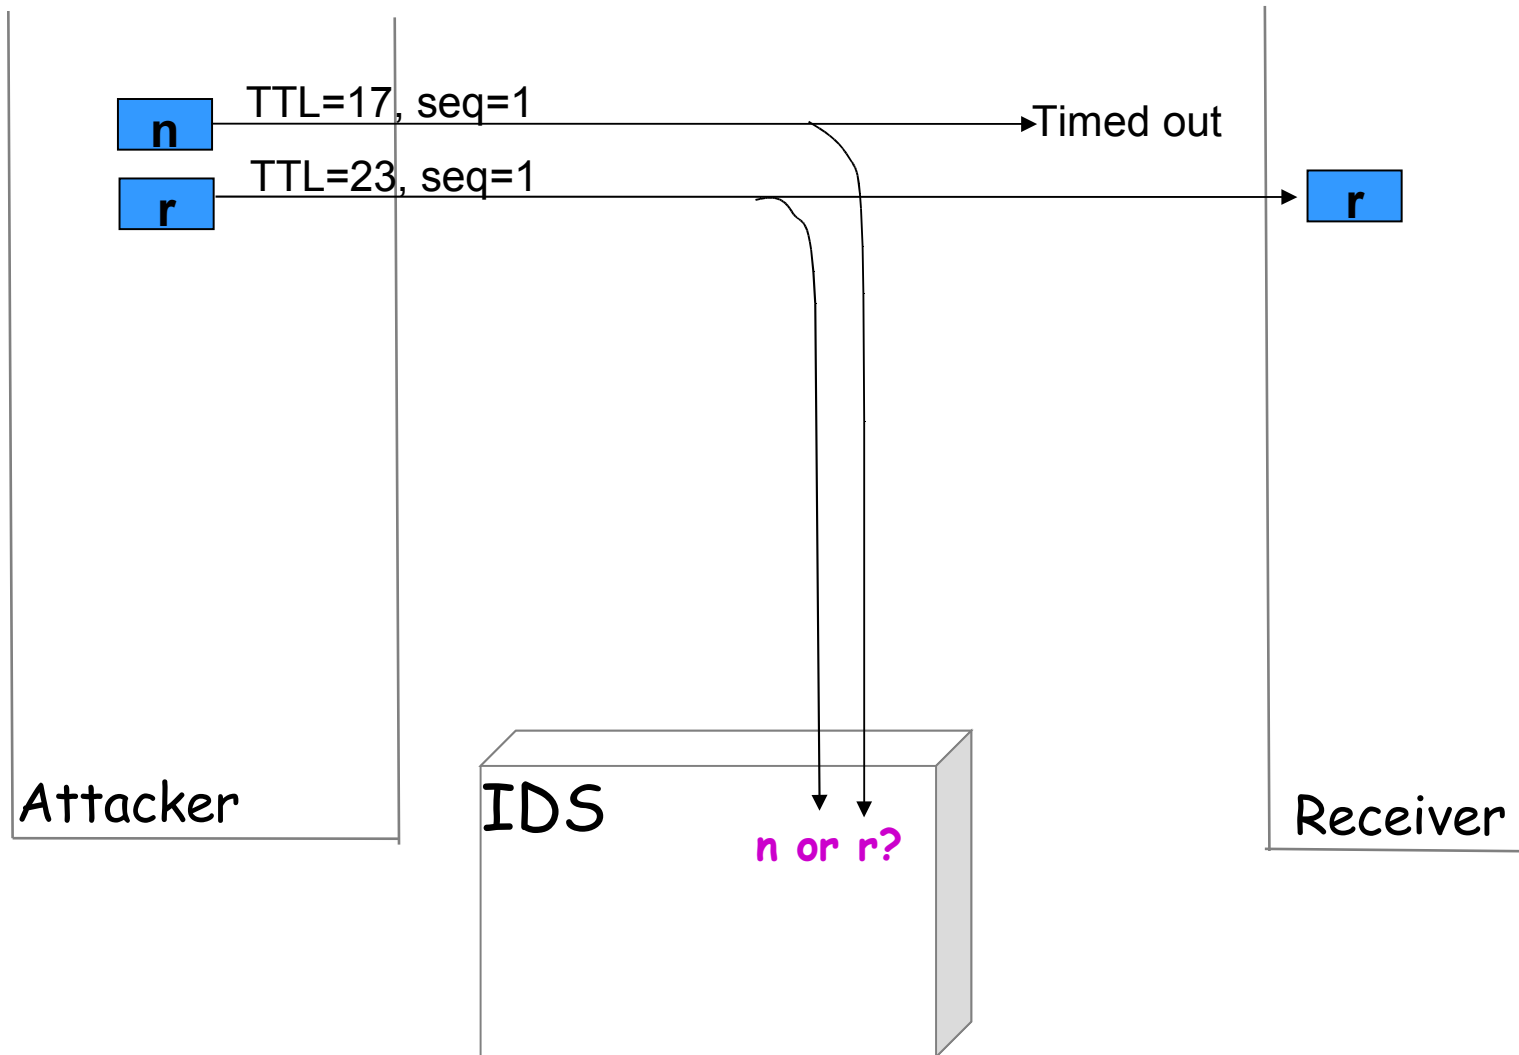 TTL=17, seq=1
n
Timed out
TTL=23, seq=1
r
r
Attacker
IDS
Receiver
n or r?